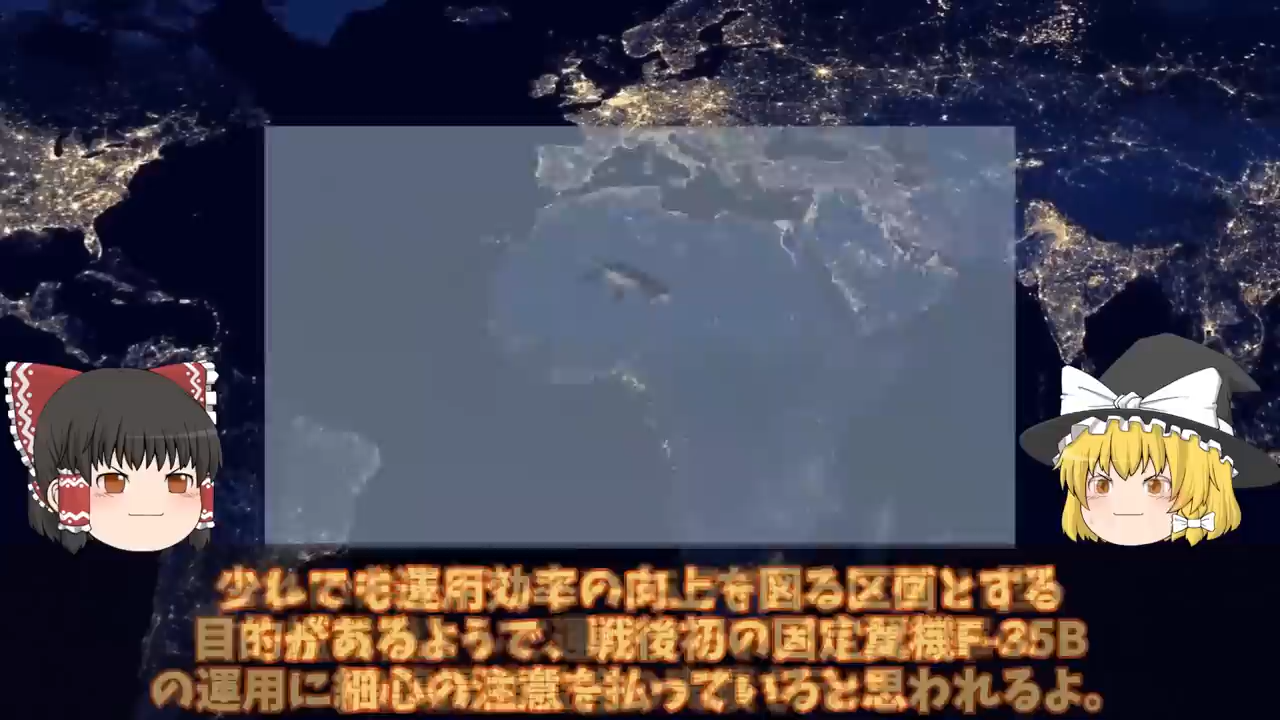 少しでも運用効率の向上を図る区画とする
目的があるようで、戦後初の固定翼機F-35B
の運用に細心の注意を払っていると思われるよ。